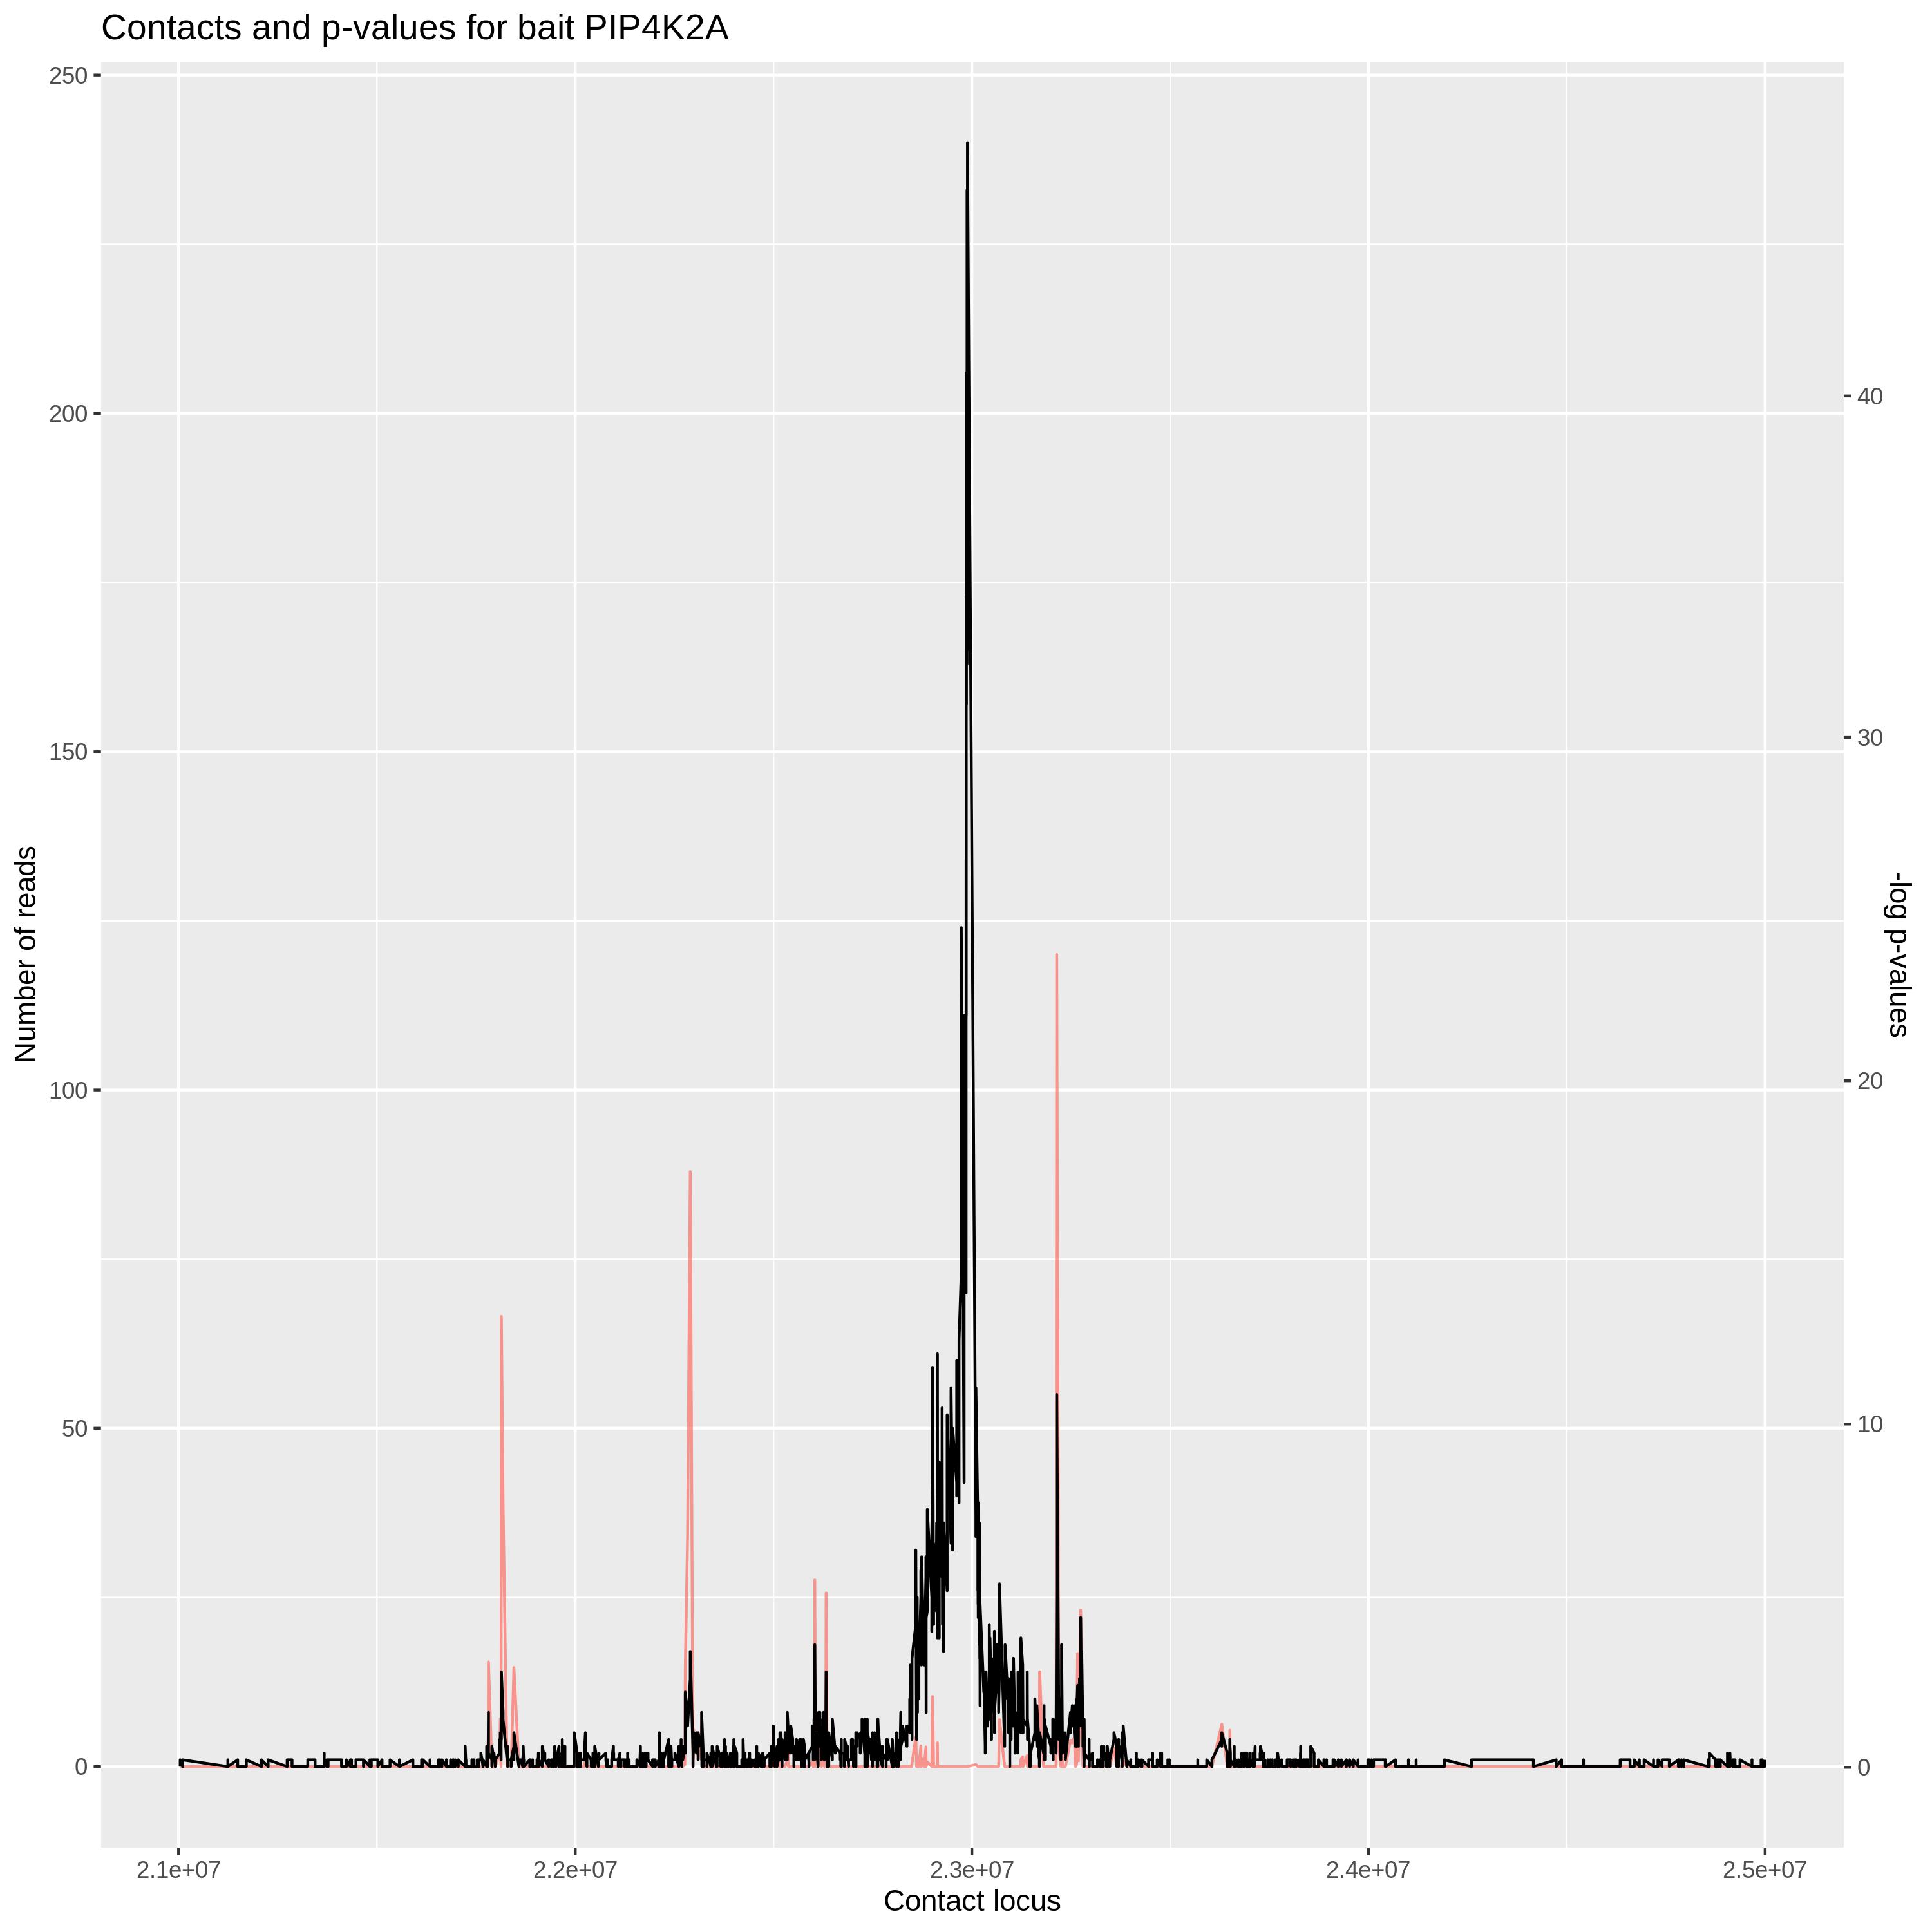 Contacts and p-values for bait PIP4K2A
250
200
150
100
50
0
Number of reads
40
30
20
10
0
-log p-values
2.1e+07
2.2e+07
2.3e+07
2.4e+07
2.5e+07
Contact locus